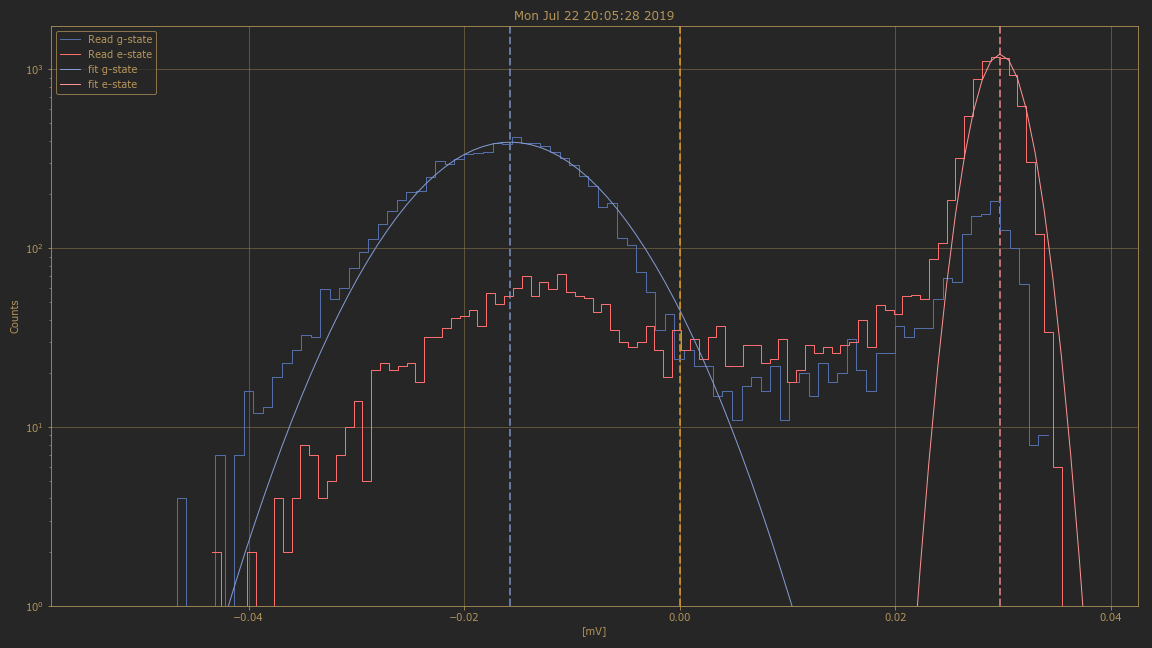 Mon Jul 22 20:05:28 2019
Read g-state
Read e-state
fit g-state
fit e-state
Counts
10³
10²
10¹
10⁰
−0.04 −0.02 0.00 0.02 0.04
[mV]